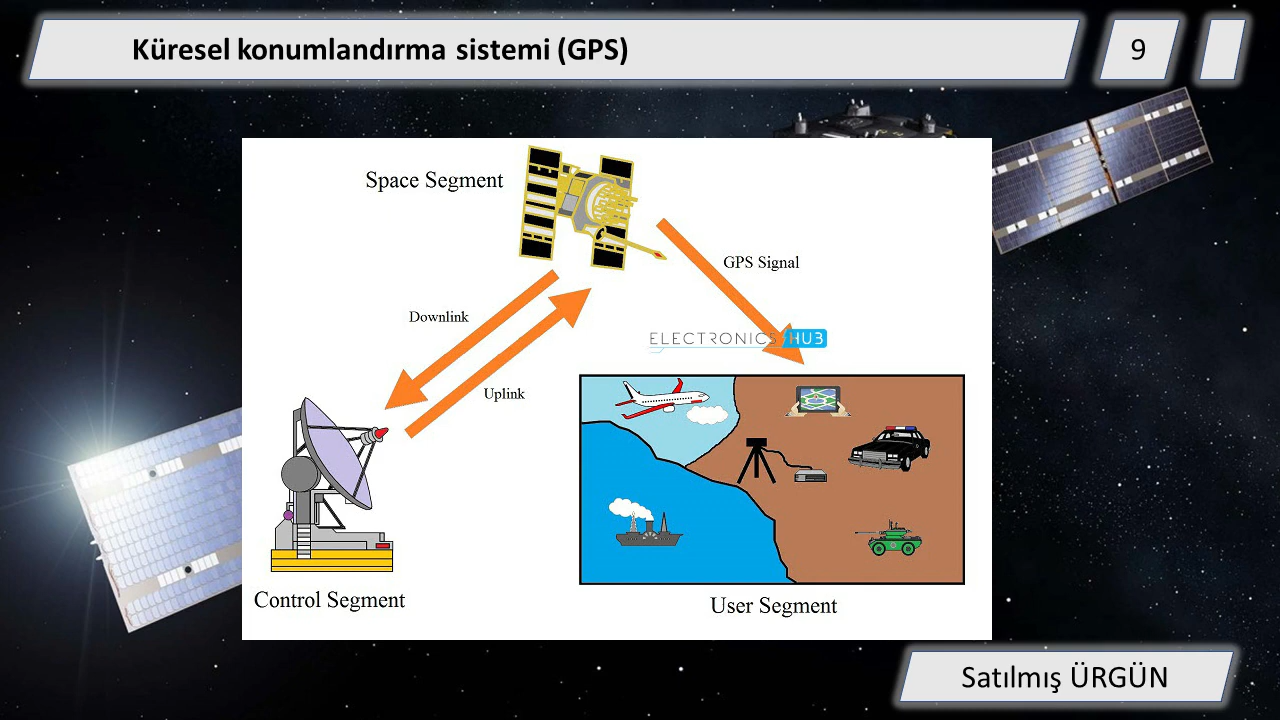 Küresel konumlandırma sistemi (GPS)
9
Space Segment
GPS Signal
Downlink
ELECTRONICS HUB
Uplink
Control Segment
User Segment
Satılmış ÜRGÜN